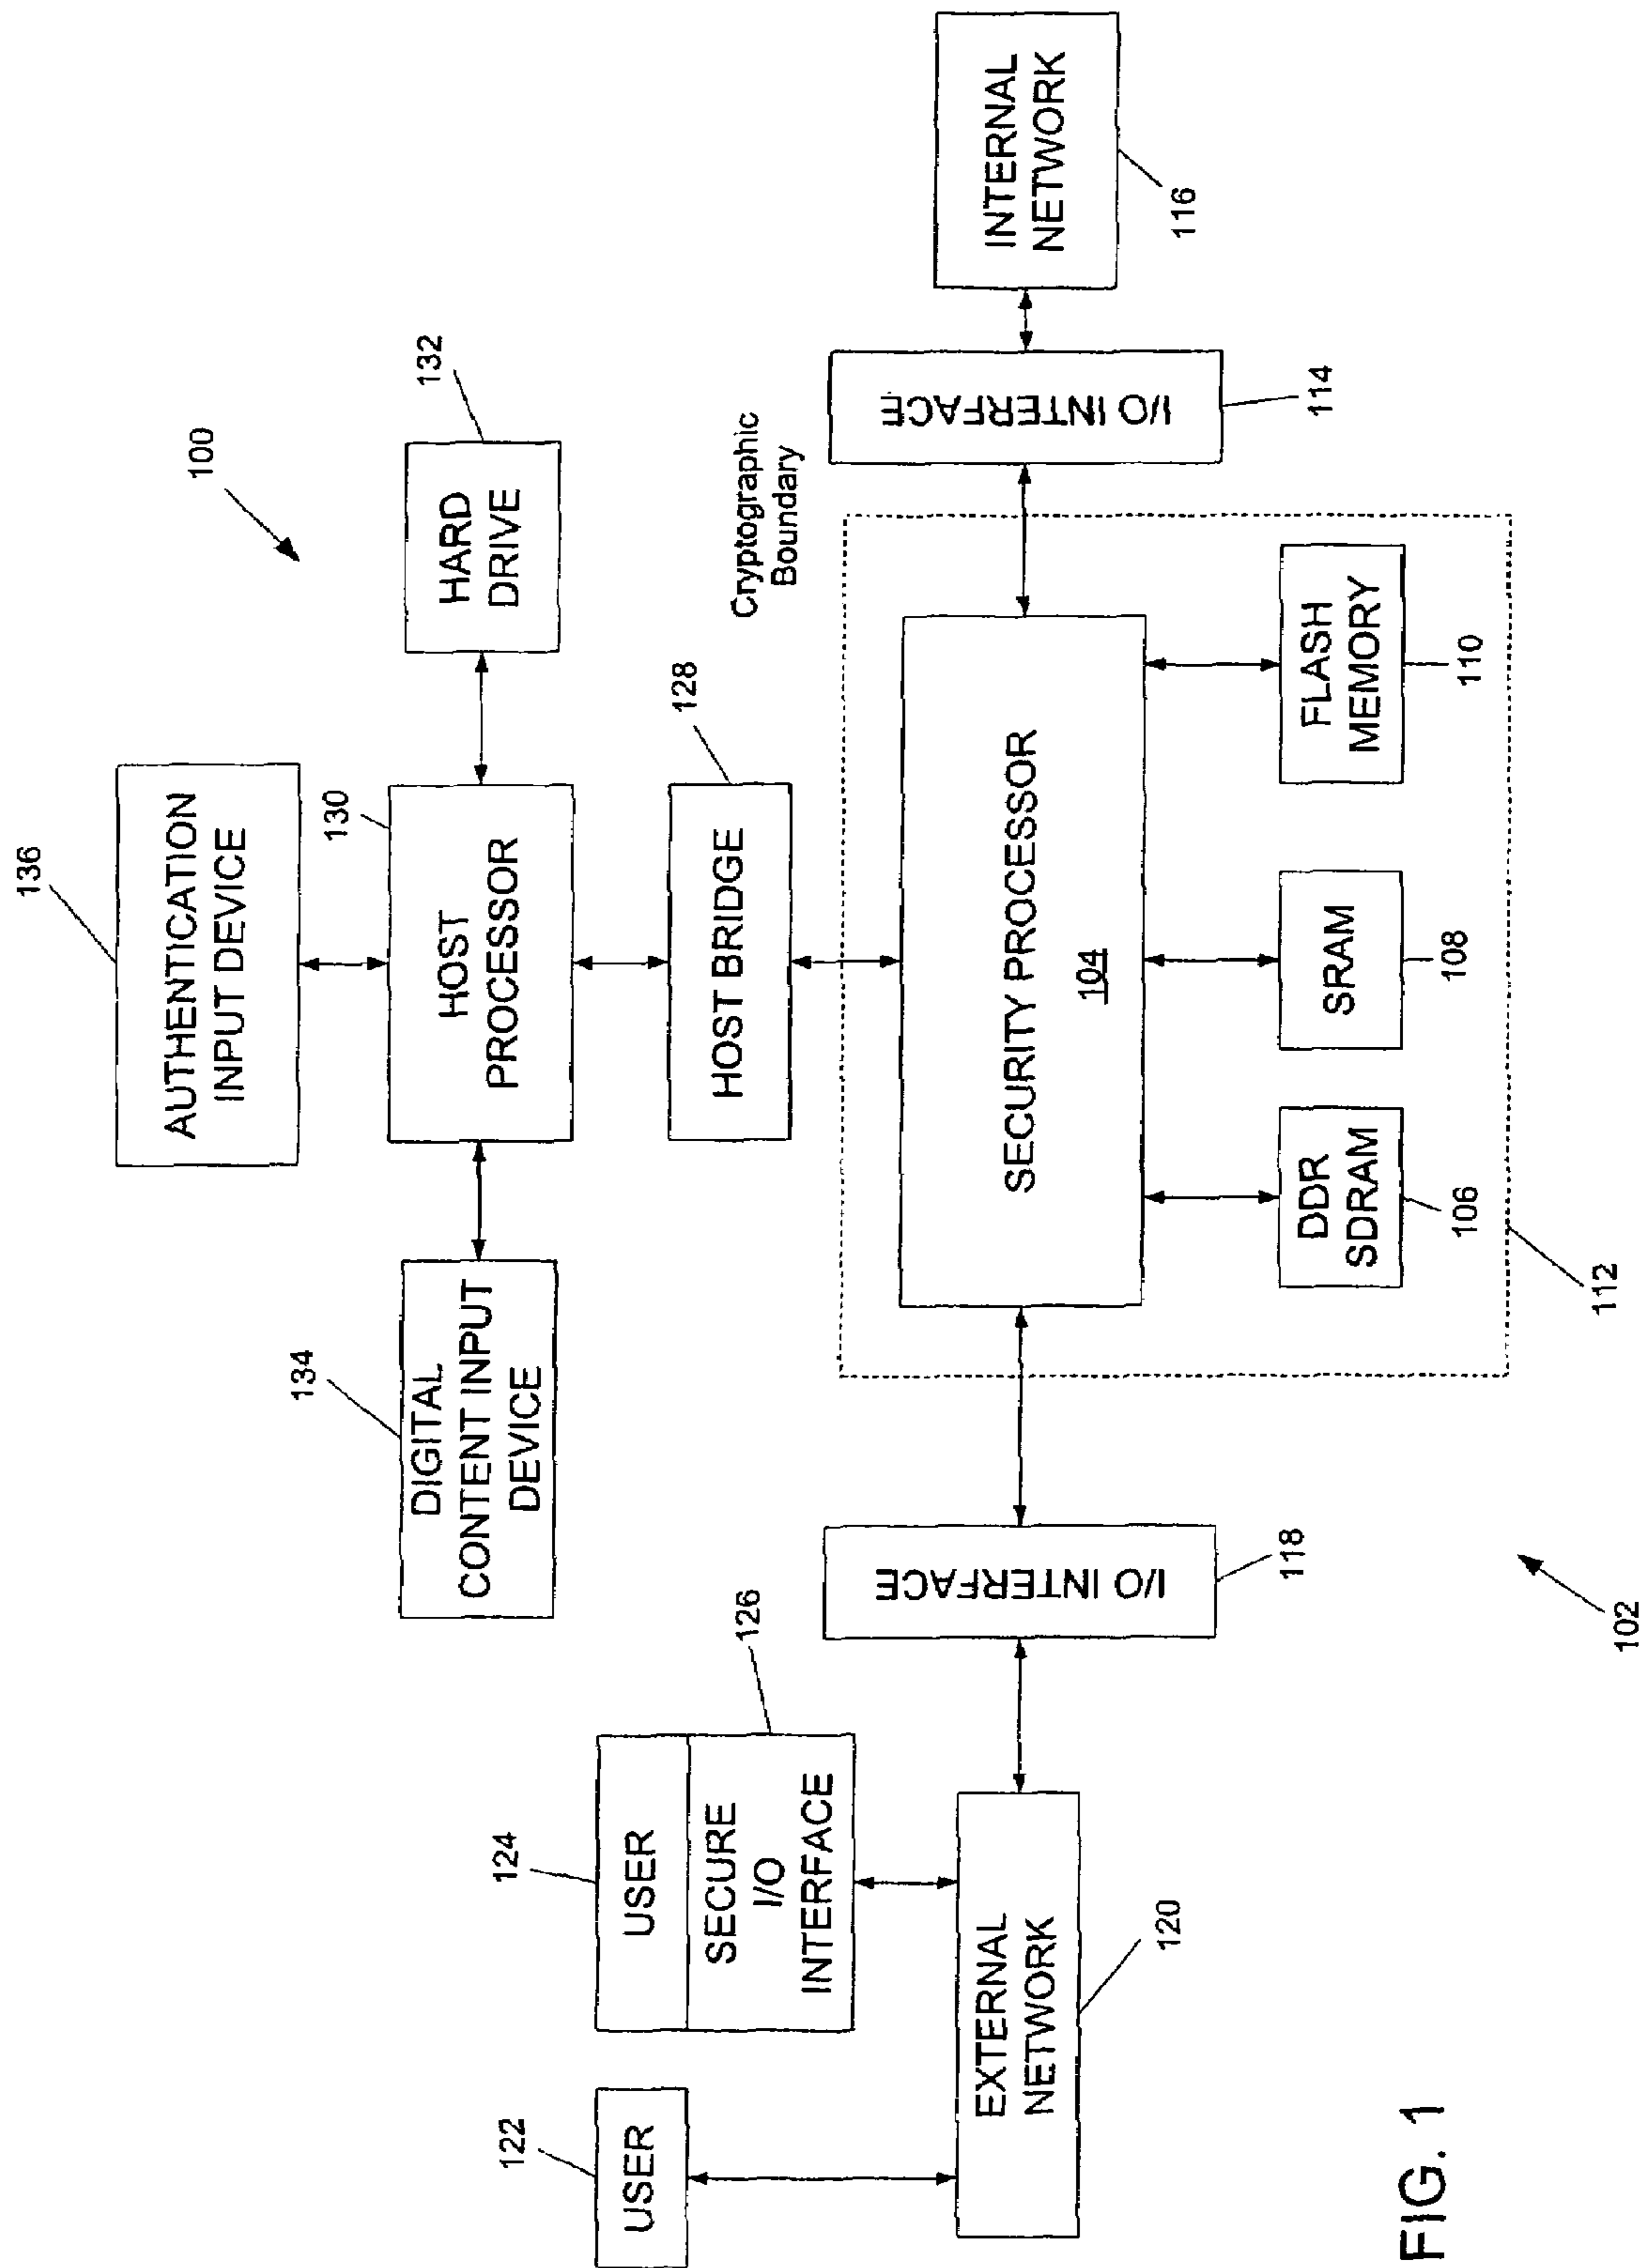 100
136
AUTHENTICATION
INPUT DEVICE
134
DIGITAL
CONTENT INPUT
DEVICE
130
HOST
PROCESSOR
132
HARD
DRIVE
128
HOST BRIDGE
Cryptographic
Boundary
122
USER
124
USER
126
SECURE
I/O
INTERFACE
EXTERNAL
NETWORK
120
I/O INTERFACE
118
SECURITY PROCESSOR
104
I/O INTERFACE
114
INTERNAL
NETWORK
116
DDR
SDRAM
106
SRAM
108
FLASH
MEMORY
110
112
102
FIG. 1